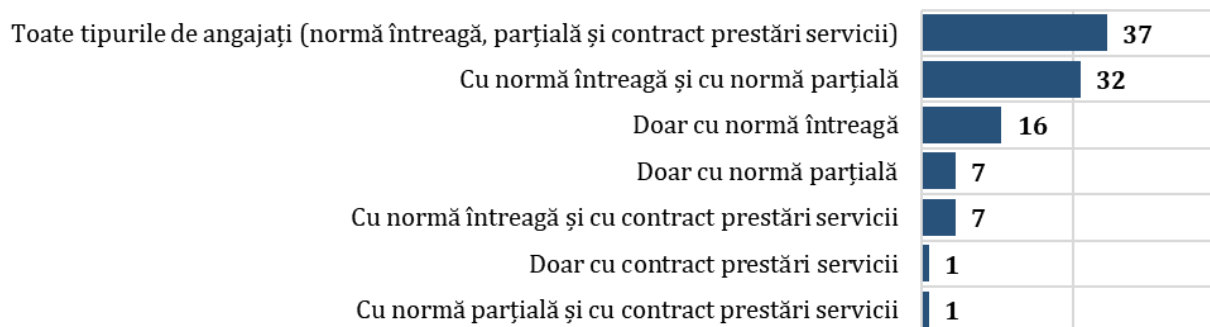 Toate tipurile de angajați (normă întreagă, parțială și contract prestări servicii) 37
Cu normă întreagă și cu normă parțială 32
Doar cu normă întreagă 16
Doar cu normă parțială 7
Cu normă întreagă și cu contract prestări servicii 7
Doar cu contract prestări servicii 1
Cu normă parțială și cu contract prestări servicii 1